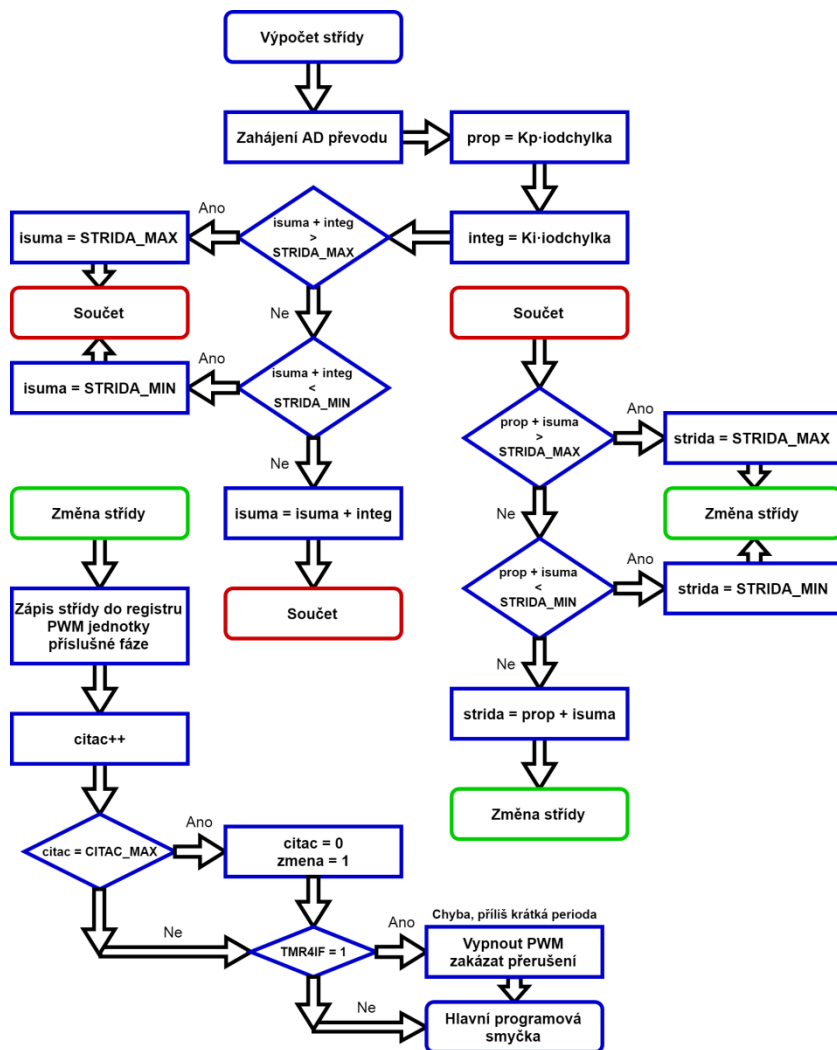 Výpočet střídy
Zahájení AD převodu
prop = Kp·iodchylka
integ = Ki·iodchylka
isuma + integ
>
STRIDA_MAX
Ano
isuma = STRIDA_MAX
Součet
Ne
isuma + integ
<
STRIDA_MIN
Ano
isuma = STRIDA_MIN
Ne
isuma = isuma + integ
Součet
Součet
prop + isuma
>
STRIDA_MAX
Ano
strida = STRIDA_MAX
Změna střídy
Ne
prop + isuma
<
STRIDA_MIN
Ano
strida = STRIDA_MIN
Ne
strida = prop + isuma
Změna střídy
Změna střídy
Zápis střídy do registru
PWM jednotky
příslušné fáze
citac++
citac = CITAC_MAX
Ano
citac = 0
zmena = 1
Ne
TMR4IF = 1
Ano
Chyba, příliš krátká perioda
Vypnout PWM
zakázat přerušení
Ne
Hlavní programová
smyčka